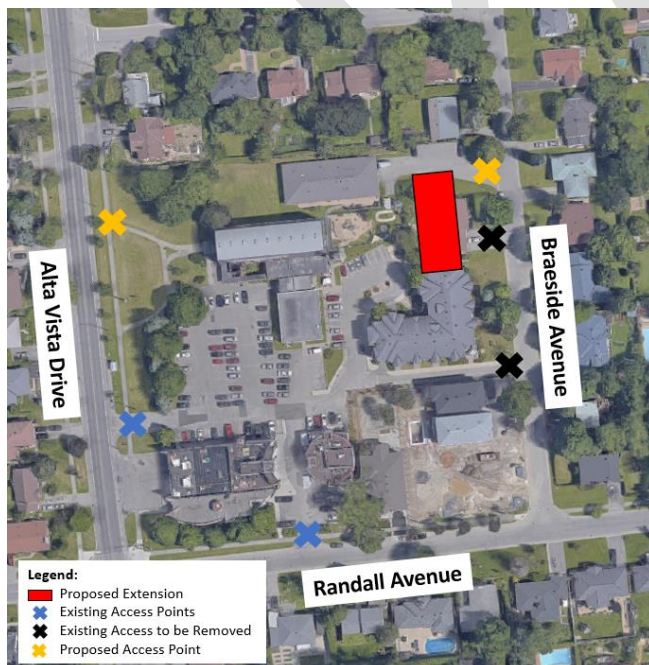 Alta Vista Drive
Braeside Avenue
Randall Avenue
Legend:
Proposed Extension
Existing Access Points
Existing Access to be Removed
Proposed Access Point